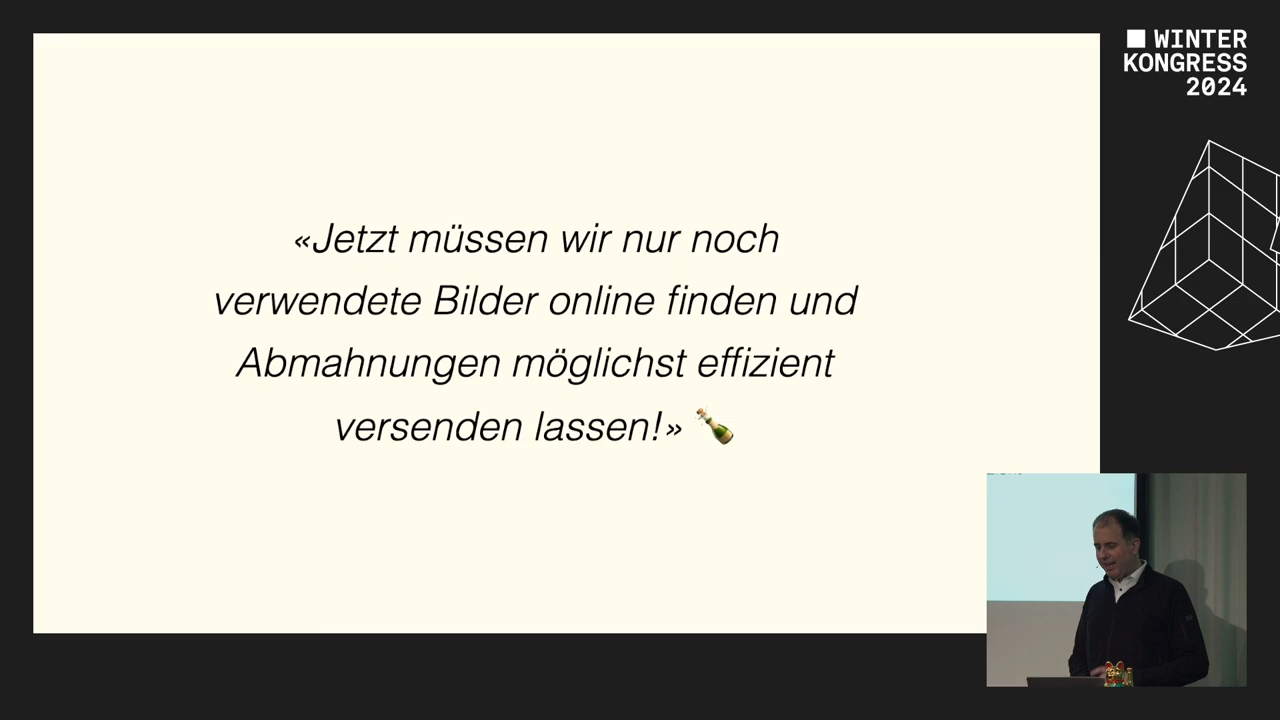 WINTER
KONGRESS
2024
«Jetzt müssen wir nur noch
verwendete Bilder online finden und
Abmahnungen möglichst effizient
versenden lassen!» 🍾